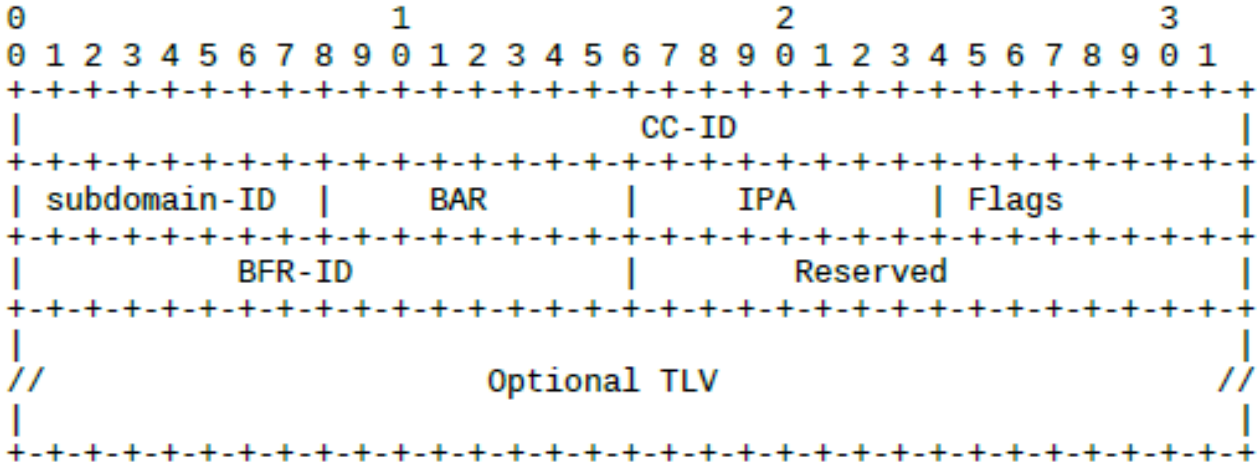 0                   1                   2                   3
0 1 2 3 4 5 6 7 8 9 0 1 2 3 4 5 6 7 8 9 0 1 2 3 4 5 6 7 8 9 0 1
+-+-+-+-+-+-+-+-+-+-+-+-+-+-+-+-+-+-+-+-+-+-+-+-+-+-+-+-+-+-+-+-+
|                                CC-ID                          |
+-+-+-+-+-+-+-+-+-+-+-+-+-+-+-+-+-+-+-+-+-+-+-+-+-+-+-+-+-+-+-+-+
| subdomain-ID  |     BAR       |     IPA       | Flags         |
+-+-+-+-+-+-+-+-+-+-+-+-+-+-+-+-+-+-+-+-+-+-+-+-+-+-+-+-+-+-+-+-+
|           BFR-ID              |        Reserved               |
+-+-+-+-+-+-+-+-+-+-+-+-+-+-+-+-+-+-+-+-+-+-+-+-+-+-+-+-+-+-+-+-+
|                                                               |
//                       Optional TLV                          //
|                                                               |
+-+-+-+-+-+-+-+-+-+-+-+-+-+-+-+-+-+-+-+-+-+-+-+-+-+-+-+-+-+-+-+-+